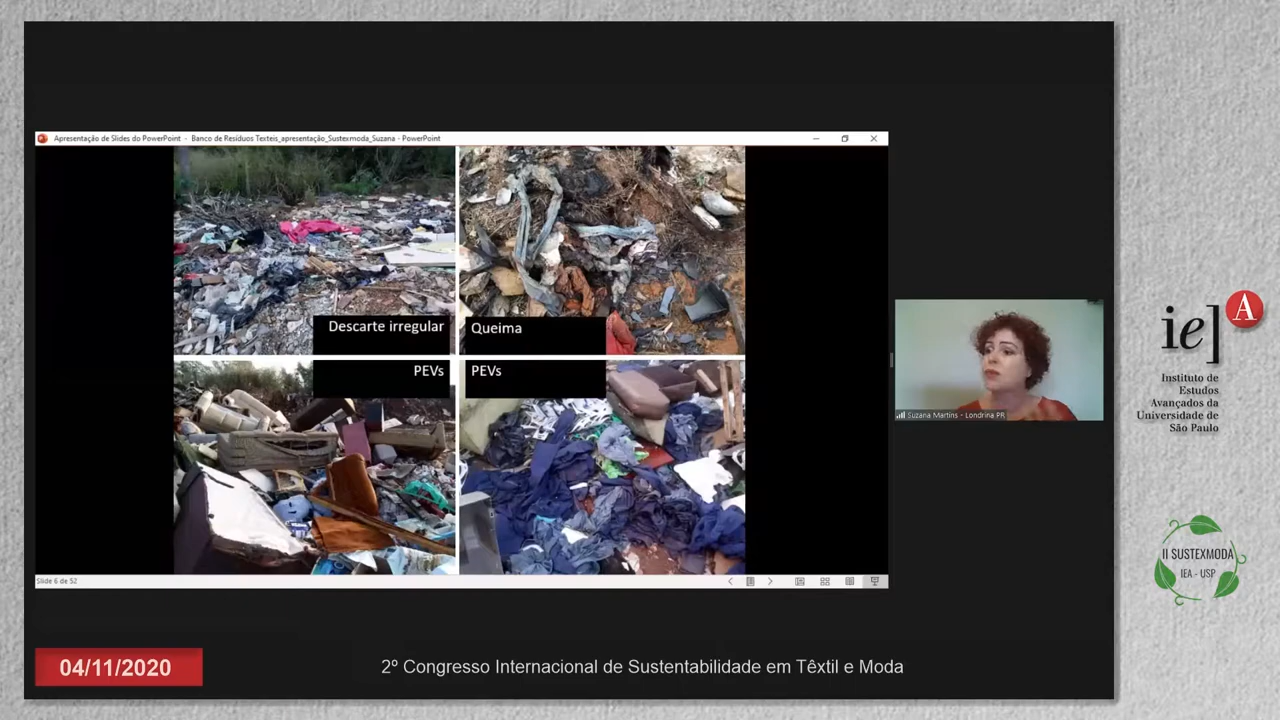 Apresentação de Slides do PowerPoint - Banco de Resíduos Texteis_apresentação_Sustexmoda_Suzana - PowerPoint
Descarte irregular
Queima
PEVs
PEVs
Slide 6 de 52
Suzana Martins - Londrina PR
iea
Instituto de
Estudos
Avançados da
Universidade de
São Paulo
II SUSTEXMODA
IEA - USP
04/11/2020
2º Congresso Internacional de Sustentabilidade em Têxtil e Moda